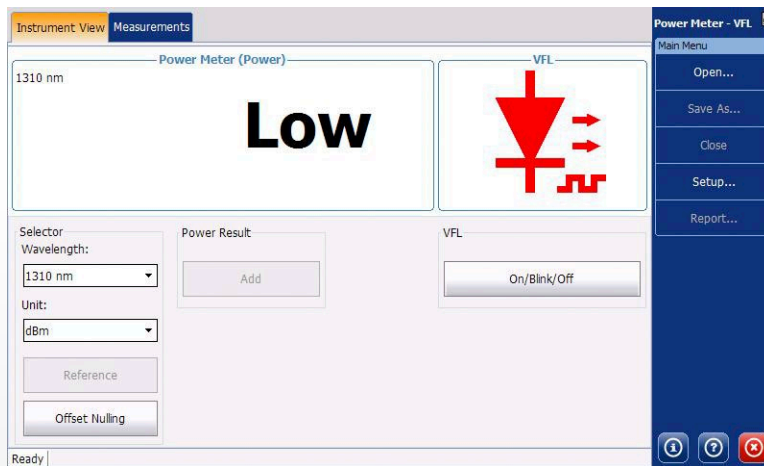 Instrument View
Measurements
Power Meter (Power)
1310 nm
Low
VFL
Selector
Wavelength:
1310 nm
Unit:
dBm
Reference
Offset Nulling
Power Result
Add
VFL
On/Blink/Off
Ready
Power Meter - VFL
Main Menu
Open...
Save As...
Close
Setup...
Report...